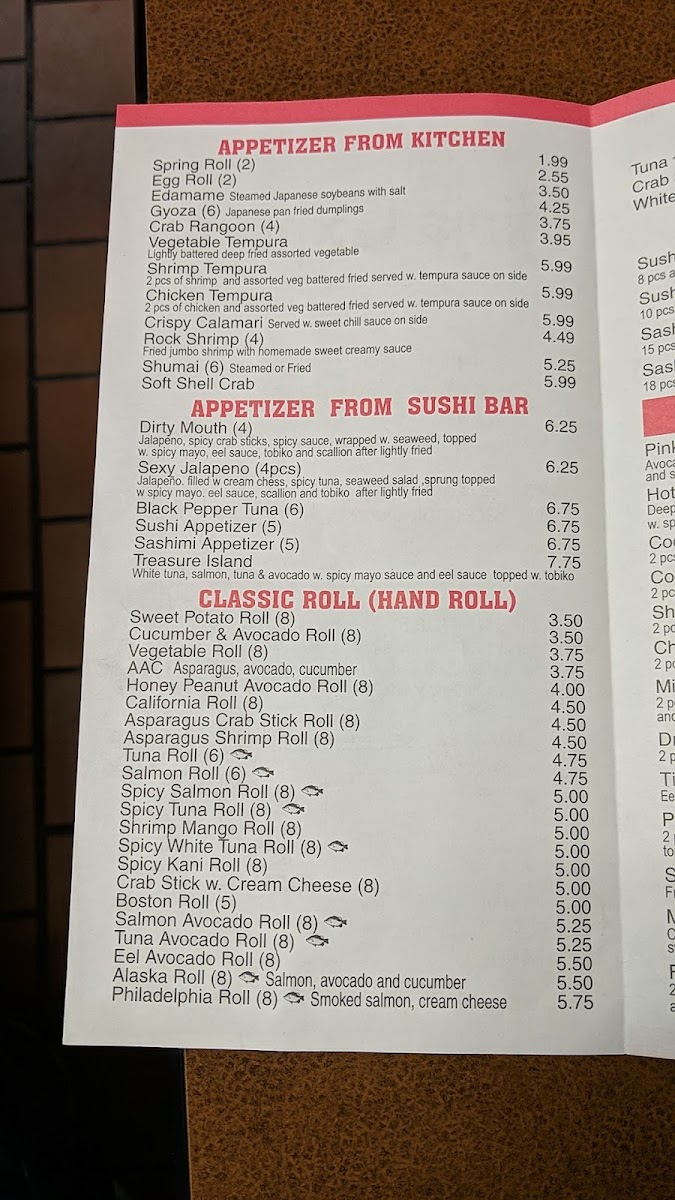 APPETIZER FROM KITCHEN
Spring Roll (2) 1.99
Egg Roll (2) 2.55
Edamame Steamed Japanese soybeans with salt 3.50
Gyoza (6) Japanese pan fried dumplings 4.25
Crab Rangoon (4) 3.75
Vegetable Tempura 3.95
Lightly battered deep fried assorted vegetable
Shrimp Tempura 5.99
2 pcs of shrimp and assorted veg battered fried served w. tempura sauce on side
Chicken Tempura 5.99
2 pcs of chicken and assorted veg battered fried served w. tempura sauce on side
Crispy Calamari Served w. sweet chill sauce on side 5.99
Rock Shrimp (4) 4.49
Fried jumbo shrimp with homemade sweet creamy sauce
Shumai (6) Steamed or Fried 5.25
Soft Shell Crab 5.99
APPETIZER FROM SUSHI BAR
Dirty Mouth (4) 6.25
Jalapeno, spicy crab sticks, spicy sauce, wrapped w. seaweed, topped
w. spicy mayo, eel sauce, tobiko and scallion after lightly fried
Sexy Jalapeno (4pcs) 6.25
Jalapeno. filled w cream chess, spicy tuna, seaweed salad ,sprung topped
w spicy mayo. eel sauce, scallion and tobiko after lightly fried
Black Pepper Tuna (6) 6.75
Sushi Appetizer (5) 6.75
Sashimi Appetizer (5) 6.75
Treasure Island 7.75
White tuna, salmon, tuna & avocado w. spicy mayo sauce and eel sauce topped w. tobiko
CLASSIC ROLL (HAND ROLL)
Sweet Potato Roll (8) 3.50
Cucumber & Avocado Roll (8) 3.50
Vegetable Roll (8) 3.75
AAC Asparagus, avocado, cucumber 3.75
Honey Peanut Avocado Roll (8) 4.00
California Roll (8) 4.50
Asparagus Crab Stick Roll (8) 4.50
Asparagus Shrimp Roll (8) 4.50
Tuna Roll (6) 4.75
Salmon Roll (6) 4.75
Spicy Salmon Roll (8) 5.00
Spicy Tuna Roll (8) 5.00
Shrimp Mango Roll (8) 5.00
Spicy White Tuna Roll (8) 5.00
Spicy Kani Roll (8) 5.00
Crab Stick w. Cream Cheese (8) 5.00
Boston Roll (5) 5.00
Salmon Avocado Roll (8) 5.25
Tuna Avocado Roll (8) 5.25
Eel Avocado Roll (8) 5.50
Alaska Roll (8) Salmon, avocado and cucumber 5.50
Philadelphia Roll (8) Smoked salmon, cream cheese 5.75
Tuna
Crab
White
8 pcs
10 pcs
15 pcs
18 pcs
and
Deep
2 pcs